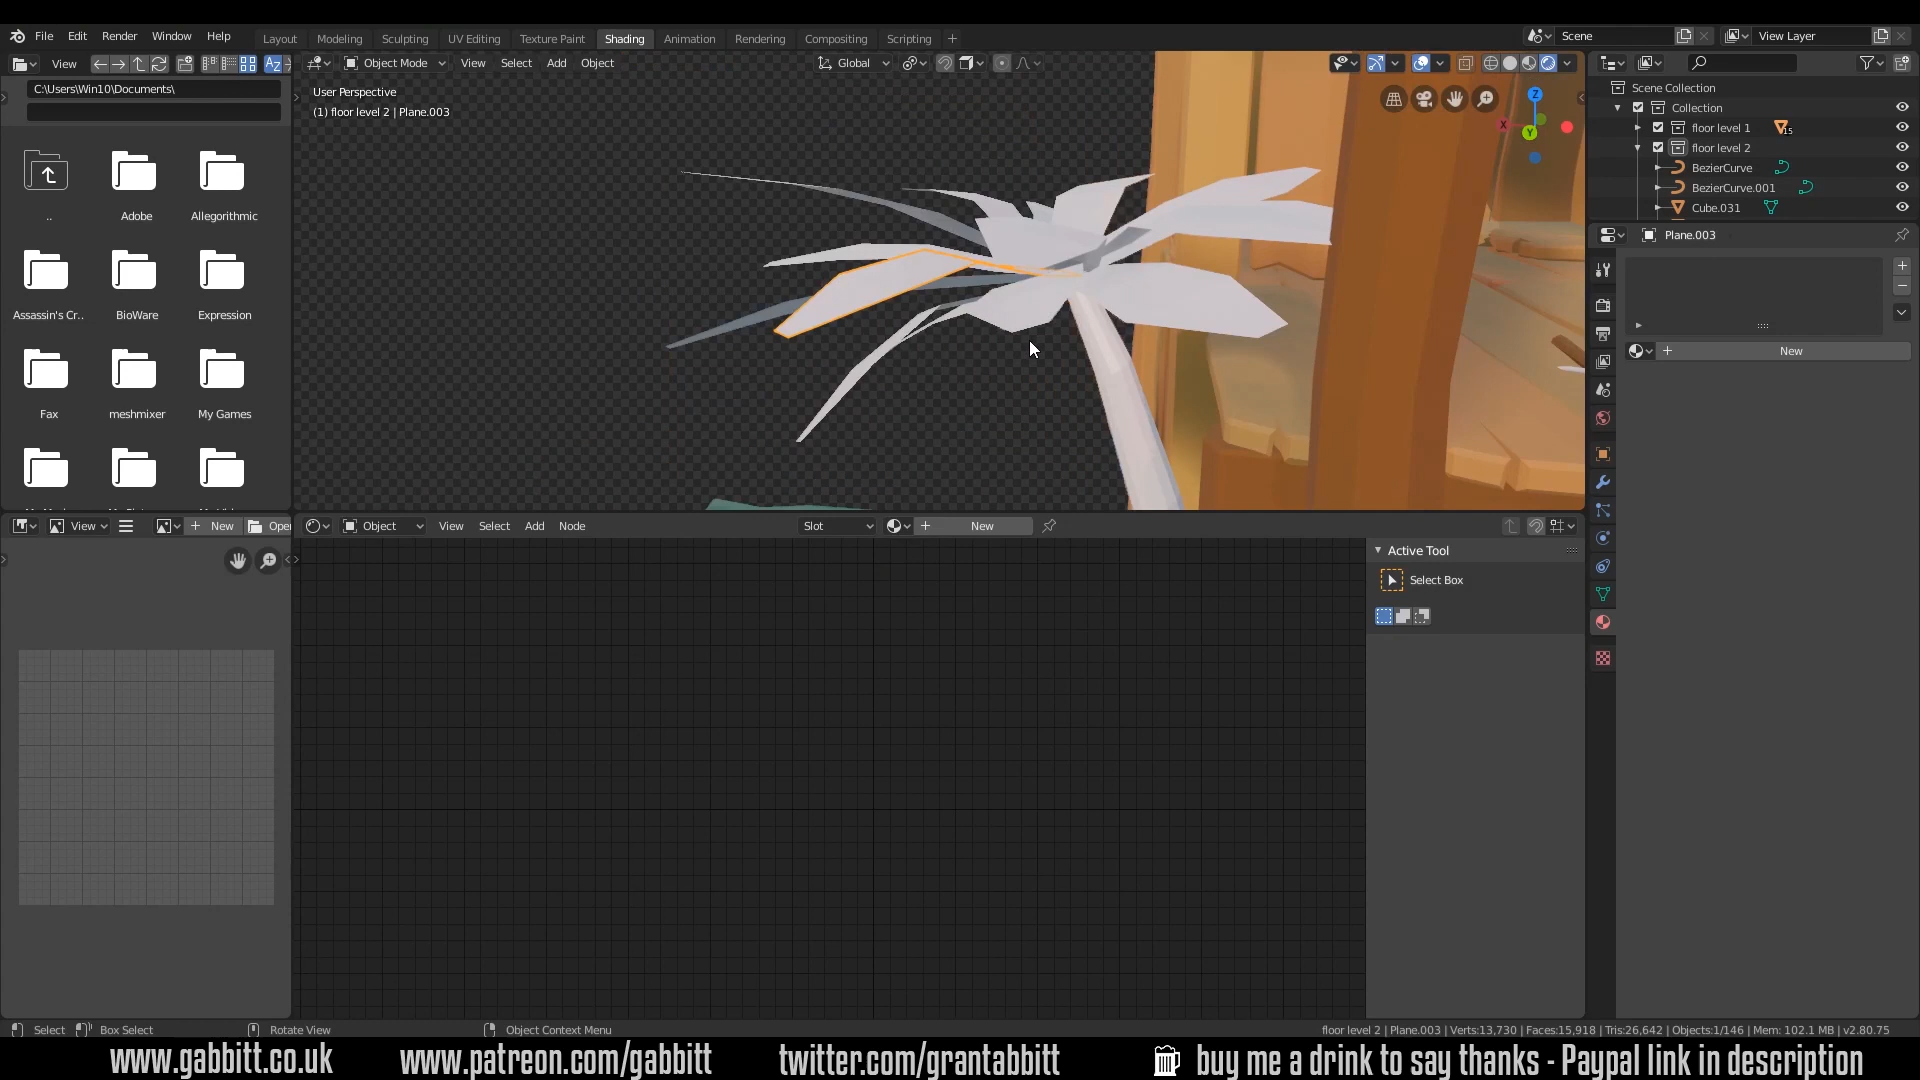 File Edit Render Window Help
Layout Modeling Sculpting UV Editing Texture Paint Shading Animation Rendering Compositing Scripting
Scene
View Layer
View
Object Mode View Select Add Object
Global
C:\Users\Win10\Documents\
User Perspective
(1) floor level 2 | Plane.003
Z
X
Y
Scene Collection
Collection
floor level 1
15
floor level 2
BezierCurve
BezierCurve.001
Cube.031
Plane.003
New
..
Adobe
Allegorithmic
Assassin's Cr..
BioWare
Expression
Fax
meshmixer
My Games
View
New
Open
Object View Select Add Node
Slot
New
Active Tool
Select Box
Select
Box Select
Rotate View
Object Context Menu
floor level 2 | Plane.003 | Verts:13,730 | Faces:15,918 | Tris:26,642 | Objects:1/146 | Mem: 102.1 MB | v2.80.75
www.gabbitt.co.uk
www.patreon.com/gabbitt
twitter.com/grantabbitt
buy me a drink to say thanks - Paypal link in description